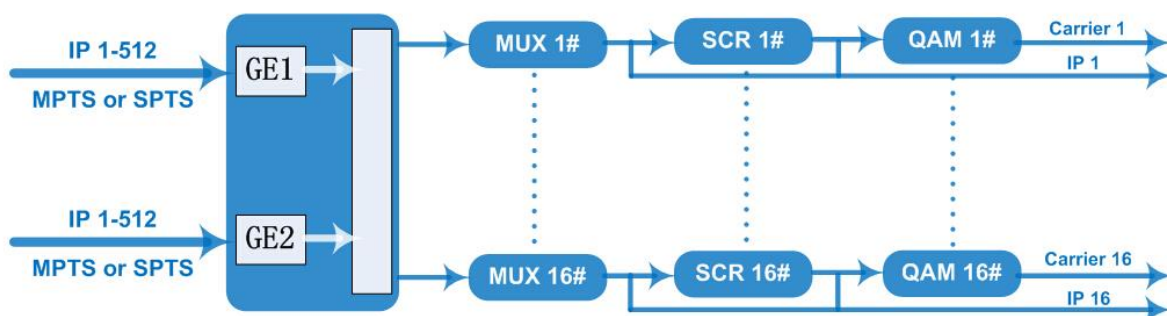 IP 1-512
GE1
MPTS or SPTS
MUX 1#
SCR 1#
QAM 1#
Carrier 1
IP 1
IP 1-512
GE2
MPTS or SPTS
MUX 16#
SCR 16#
QAM 16#
Carrier 16
IP 16